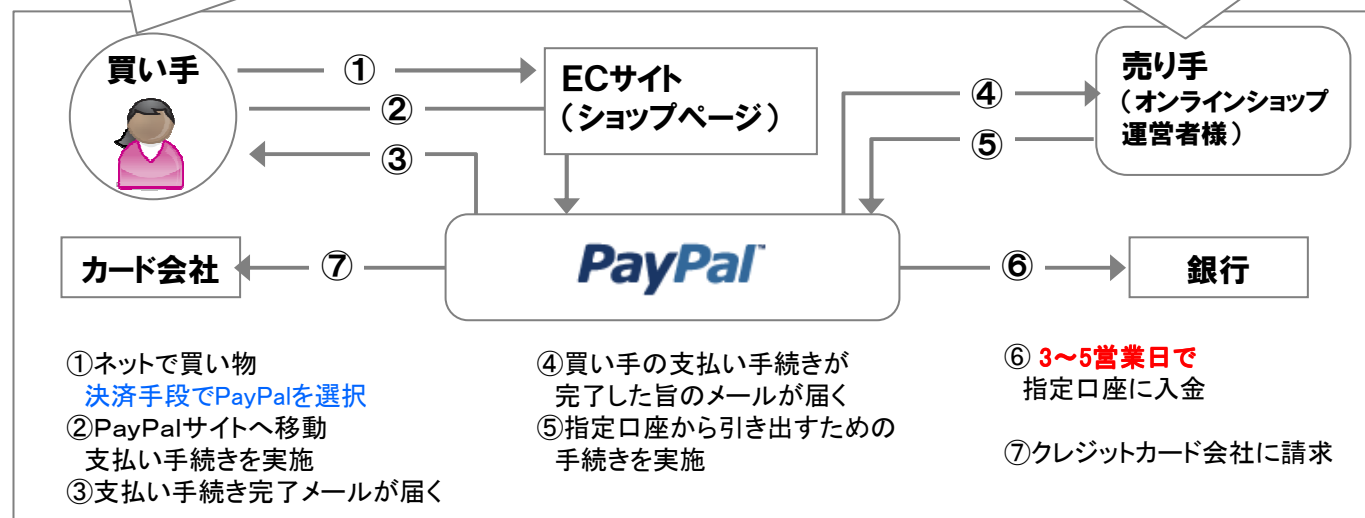 買い手
①
②
③
ECサイト
(ショップページ)
④
⑤
売り手
(オンラインショップ
運営者様)
カード会社
⑦
PayPal™
⑥
銀行
①ネットで買い物
決済手段でPayPalを選択
②PayPalサイトへ移動
支払い手続きを実施
③支払い手続き完了メールが届く
④買い手の支払い手続きが
完了した旨のメールが届く
⑤指定口座から引き出すための
手続きを実施
⑥ 3～5営業日で
指定口座に入金
⑦クレジットカード会社に請求